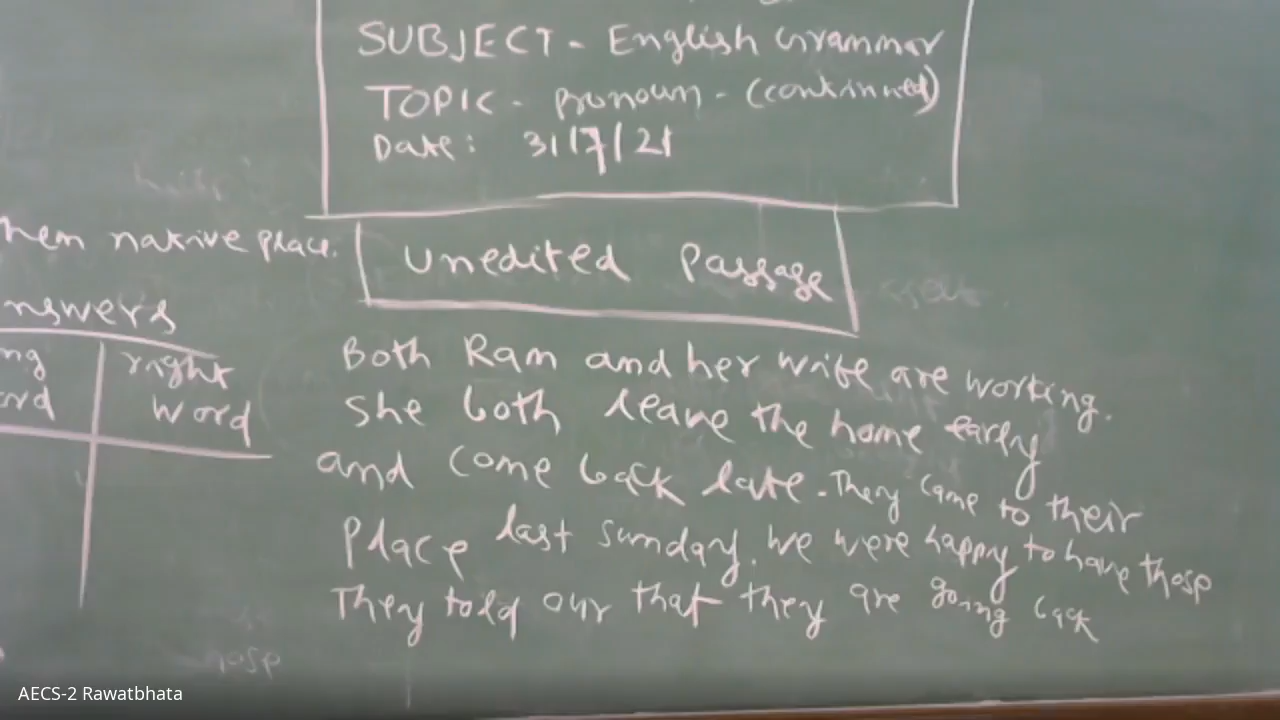 SUBJECT - English Grammar
TOPIC - Pronoun - (continued)
Date: 31/7/21
hem native place.
Unedited Passage
nswers
ng right
ord word
Both Ram and her wife are working.
She both leave the home early
and come back late. They came to their
place last sunday. We were happy to have those
They told our that they are going back
AECS-2 Rawatbhata